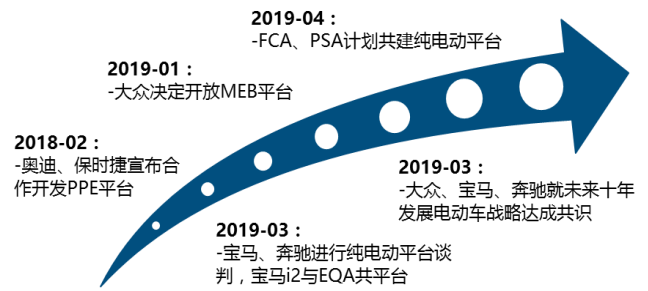 2019-04：
-FCA、PSA计划共建纯电动平台
2019-01：
-大众决定开放MEB平台
2018-02：
-奥迪、保时捷宣布合
作开发PPE平台
2019-03：
-宝马、奔驰进行纯电动平台谈
判，宝马i2与EQA共平台
2019-03：
-大众、宝马、奔驰就未来十年
发展电动车战略达成共识